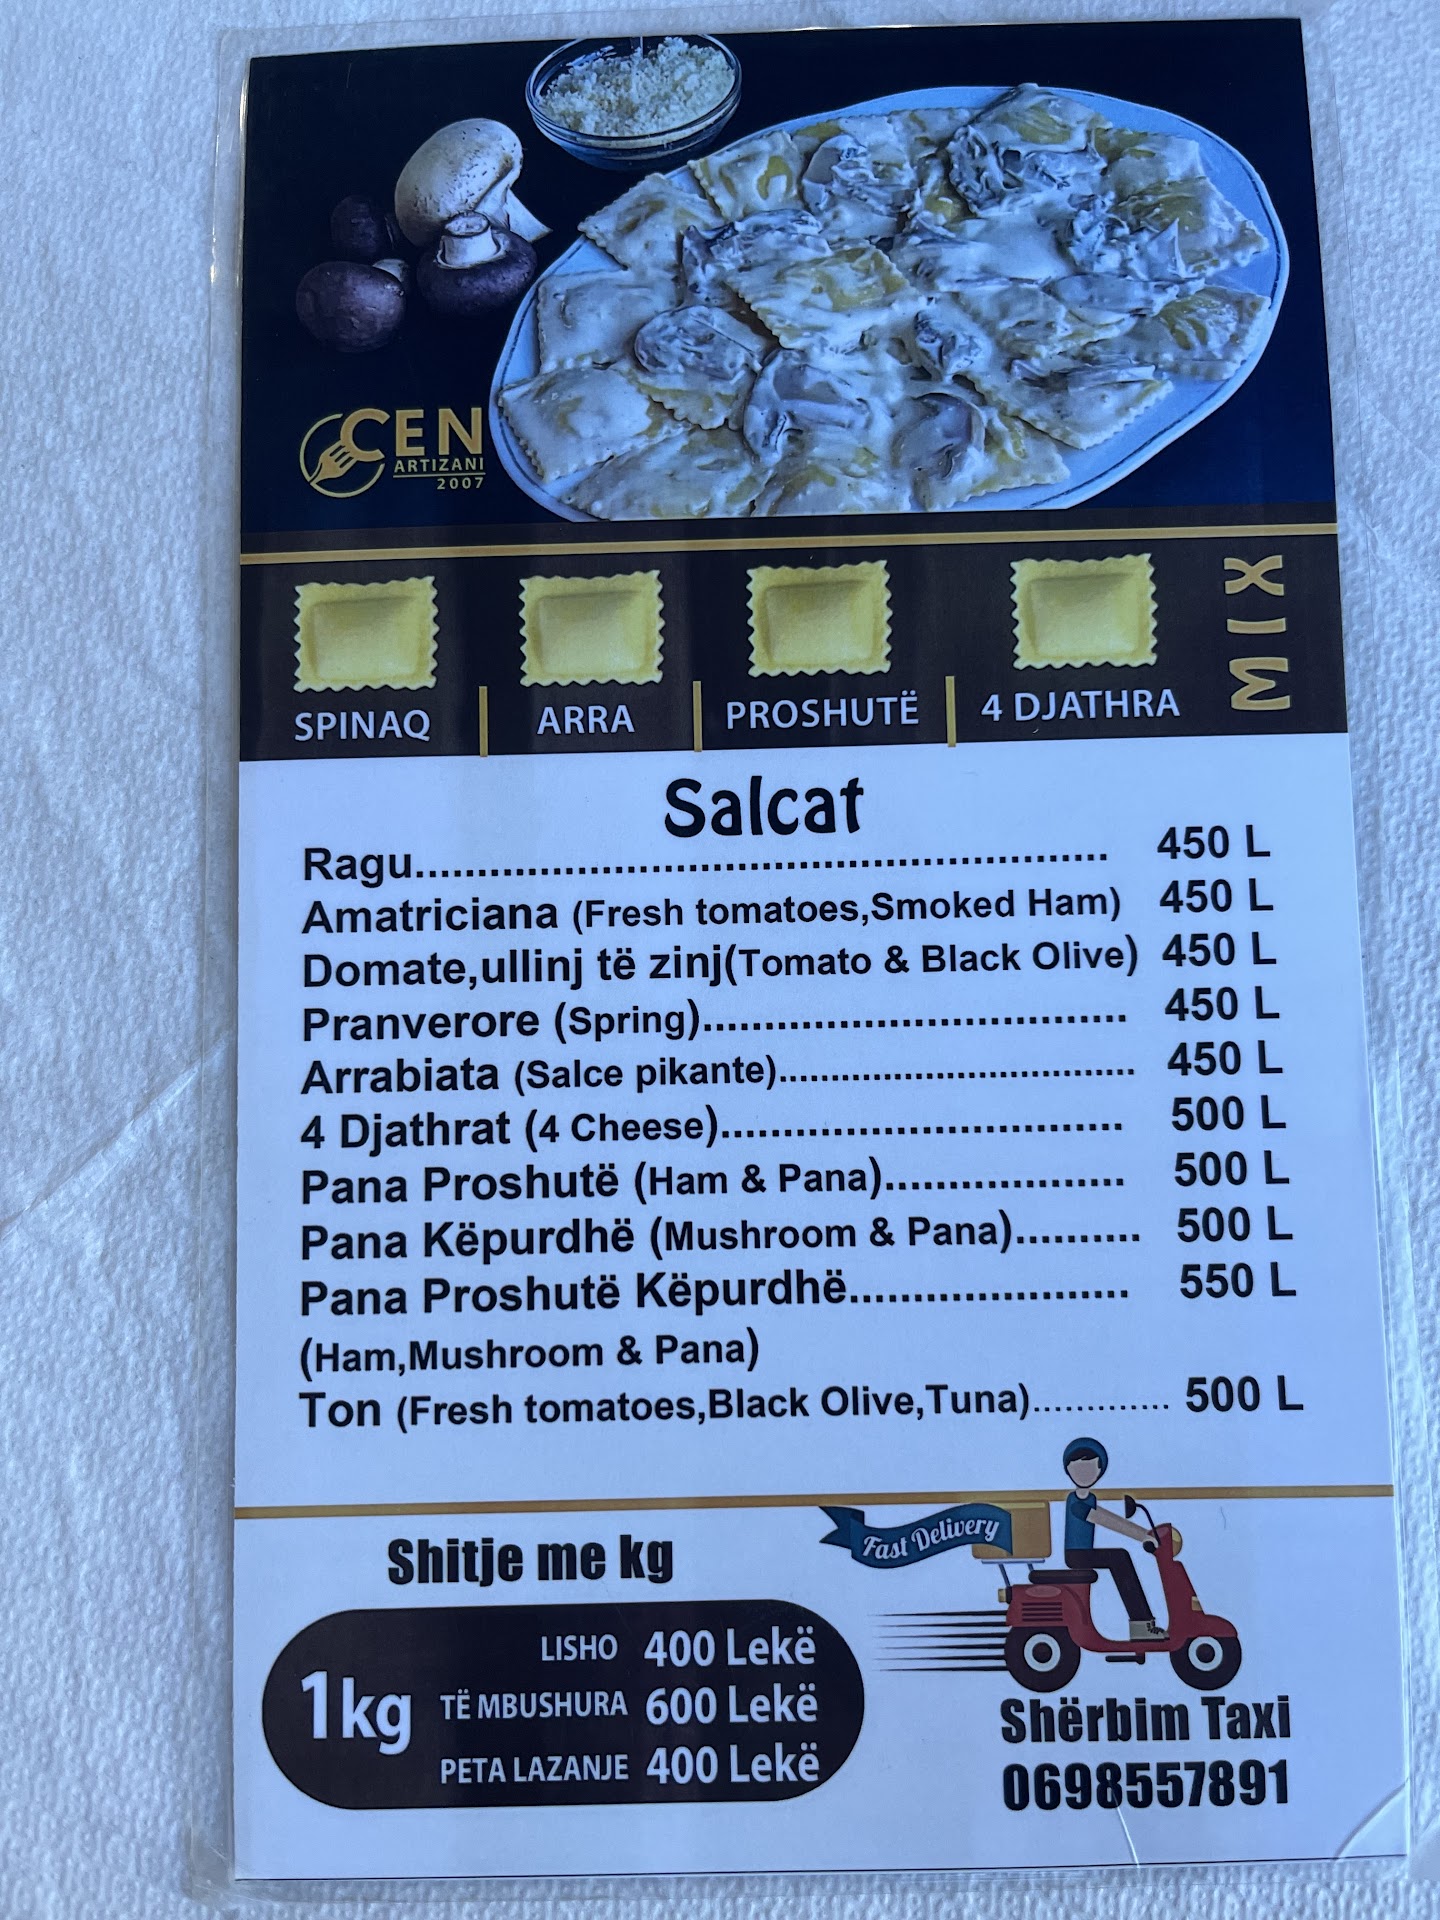 CEN
ARTIZANI
2007
SPINAQ
ARRA
PROSHUTË
4 DJATHRA
MIX
Salcat
Ragu........................................................ 450 L
Amatriciana (Fresh tomatoes,Smoked Ham) 450 L
Domate,ullinj të zinj(Tomato & Black Olive) 450 L
Pranverore (Spring).................................. 450 L
Arrabiata (Salce pikante).................................. 450 L
4 Djathrat (4 Cheese)................................ 500 L
Pana Proshutë (Ham & Pana)................... 500 L
Pana Këpurdhë (Mushroom & Pana).......... 500 L
Pana Proshutë Këpurdhë...................... 550 L
(Ham,Mushroom & Pana)
Ton (Fresh tomatoes,Black Olive,Tuna)............. 500 L
Shitje me kg
1kg
LISHO 400 Lekë
TË MBUSHURA 600 Lekë
PETA LAZANJE 400 Lekë
Fast Delivery
Shërbim Taxi
0698557891